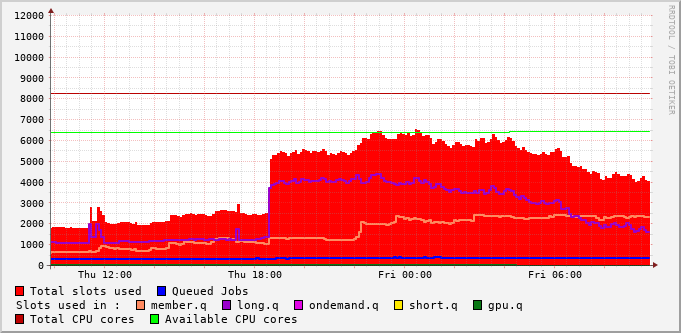 RRDTOOL / TOBI OETIKER
12000
11000
10000
9000
8000
7000
6000
5000
4000
3000
2000
1000
0
Thu 12:00 Thu 18:00 Fri 00:00 Fri 06:00
Total slots used Queued Jobs
Slots used in : member.q long.q ondemand.q short.q gpu.q
Total CPU cores Available CPU cores